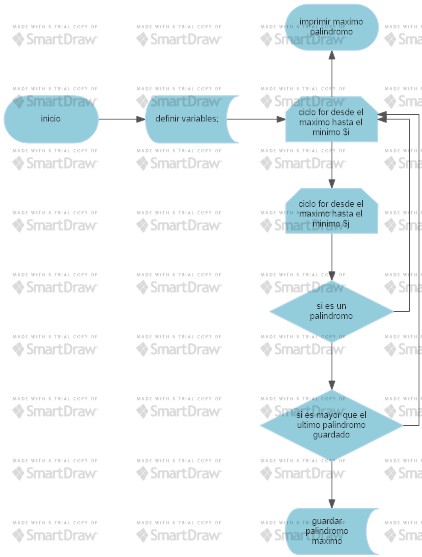 imprimir maximo
palindromo
inicio
definir variables;
ciclo for desde el
maximo hasta el
minimo $i
ciclo for desde el
maximo hasta el
minimo $j
si es un
palindromo
si es mayor que el
ultimo palindromo
guardado
guardar
palindromo
maximo
MADE WITH A TRIAL COPY OF
SmartDraw